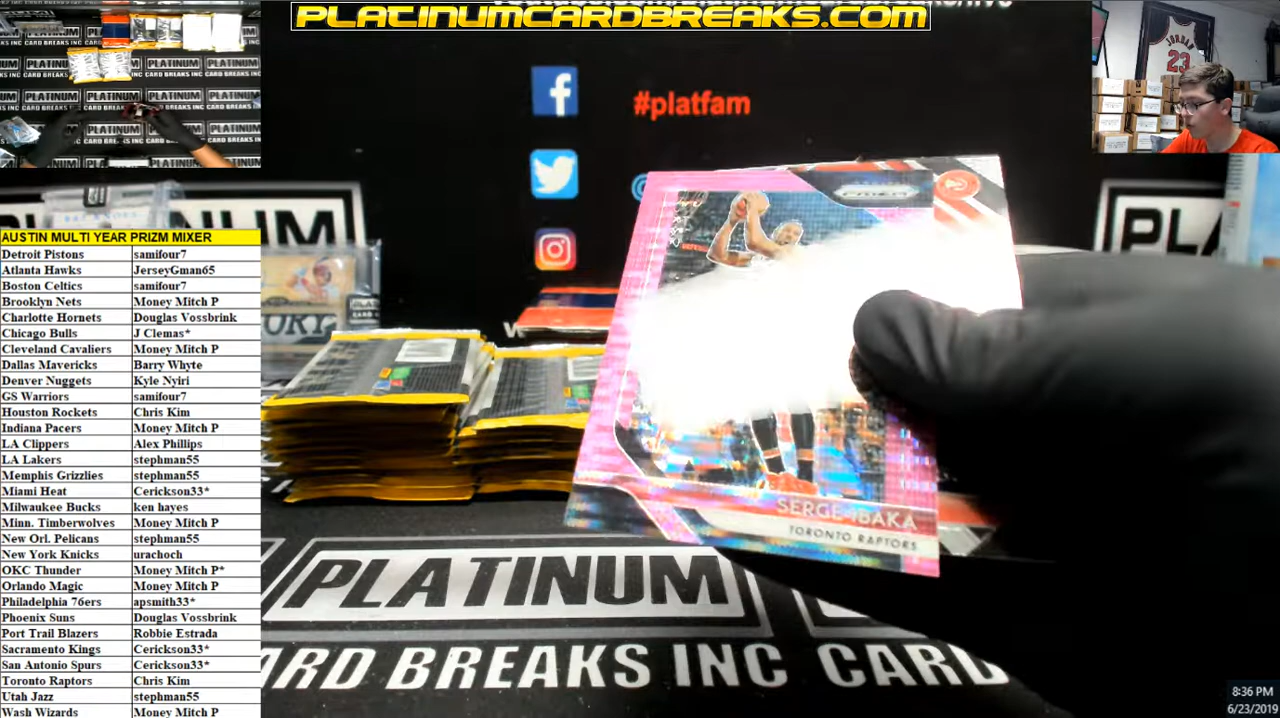 PLATINUMCARDBREAKS.COM
#platfam
JORDAN
23
PLATINUM
AUSTIN MULTI YEAR PRIZM MIXER
Detroit Pistons samifour7
Atlanta Hawks JerseyGman65
Boston Celtics samifour7
Brooklyn Nets Money Mitch P
Charlotte Hornets Douglas Vossbrink
Chicago Bulls J Clemas*
Cleveland Cavaliers Money Mitch P
Dallas Mavericks Barry Whyte
Denver Nuggets Kyle Nyiri
GS Warriors samifour7
Houston Rockets Chris Kim
Indiana Pacers Money Mitch P
LA Clippers Alex Phillips
LA Lakers stephman55
Memphis Grizzlies stephman55
Miami Heat Cerickson33*
Milwaukee Bucks ken hayes
Minn. Timberwolves Money Mitch P
New Orl. Pelicans stephman55
New York Knicks urachoch
OKC Thunder Money Mitch P*
Orlando Magic Money Mitch P
Philadelphia 76ers apsmith33*
Phoenix Suns Douglas Vossbrink
Port Trail Blazers Robbie Estrada
Sacramento Kings Cerickson33*
San Antonio Spurs Cerickson33*
Toronto Raptors Chris Kim
Utah Jazz stephman55
Wash Wizards Money Mitch P
PRIZM
SERGE IBAKA
TORONTO RAPTORS
PLATINUM
ARD BREAKS INC CARD
8:36 PM
6/23/2019